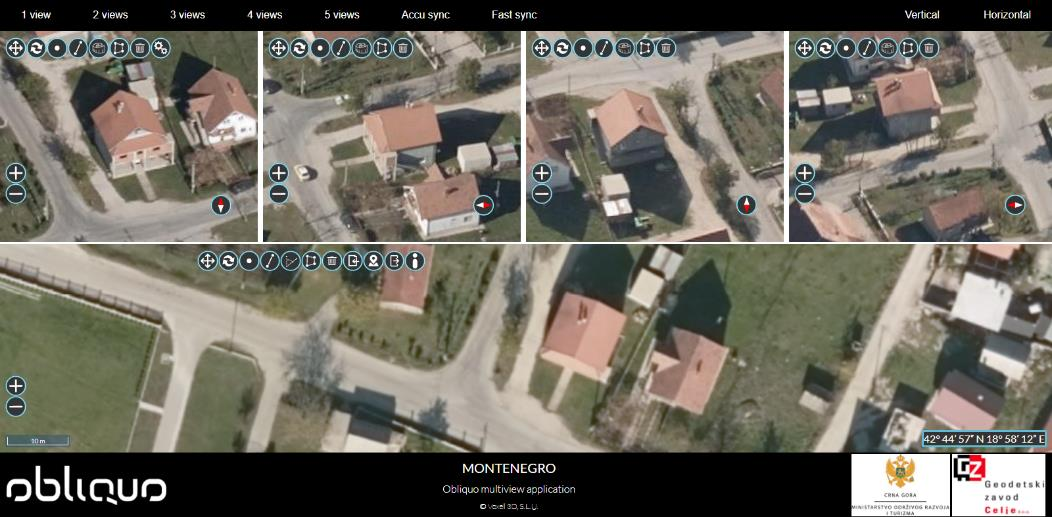 1 view 2 views 3 views 4 views 5 views Accu sync Fast sync Vertical Horizontal
10 m
42° 44' 57" N 18° 58' 12" E
obliquo
MONTENEGRO
Obliquo multiview application
© Voxel 3D, S.L.U.
CRNA GORA
MINISTARSTVO ODRŽIVOG RAZVOJA
I TURIZMA
GZ
Geodetski
zavod
Celje d.o.o.